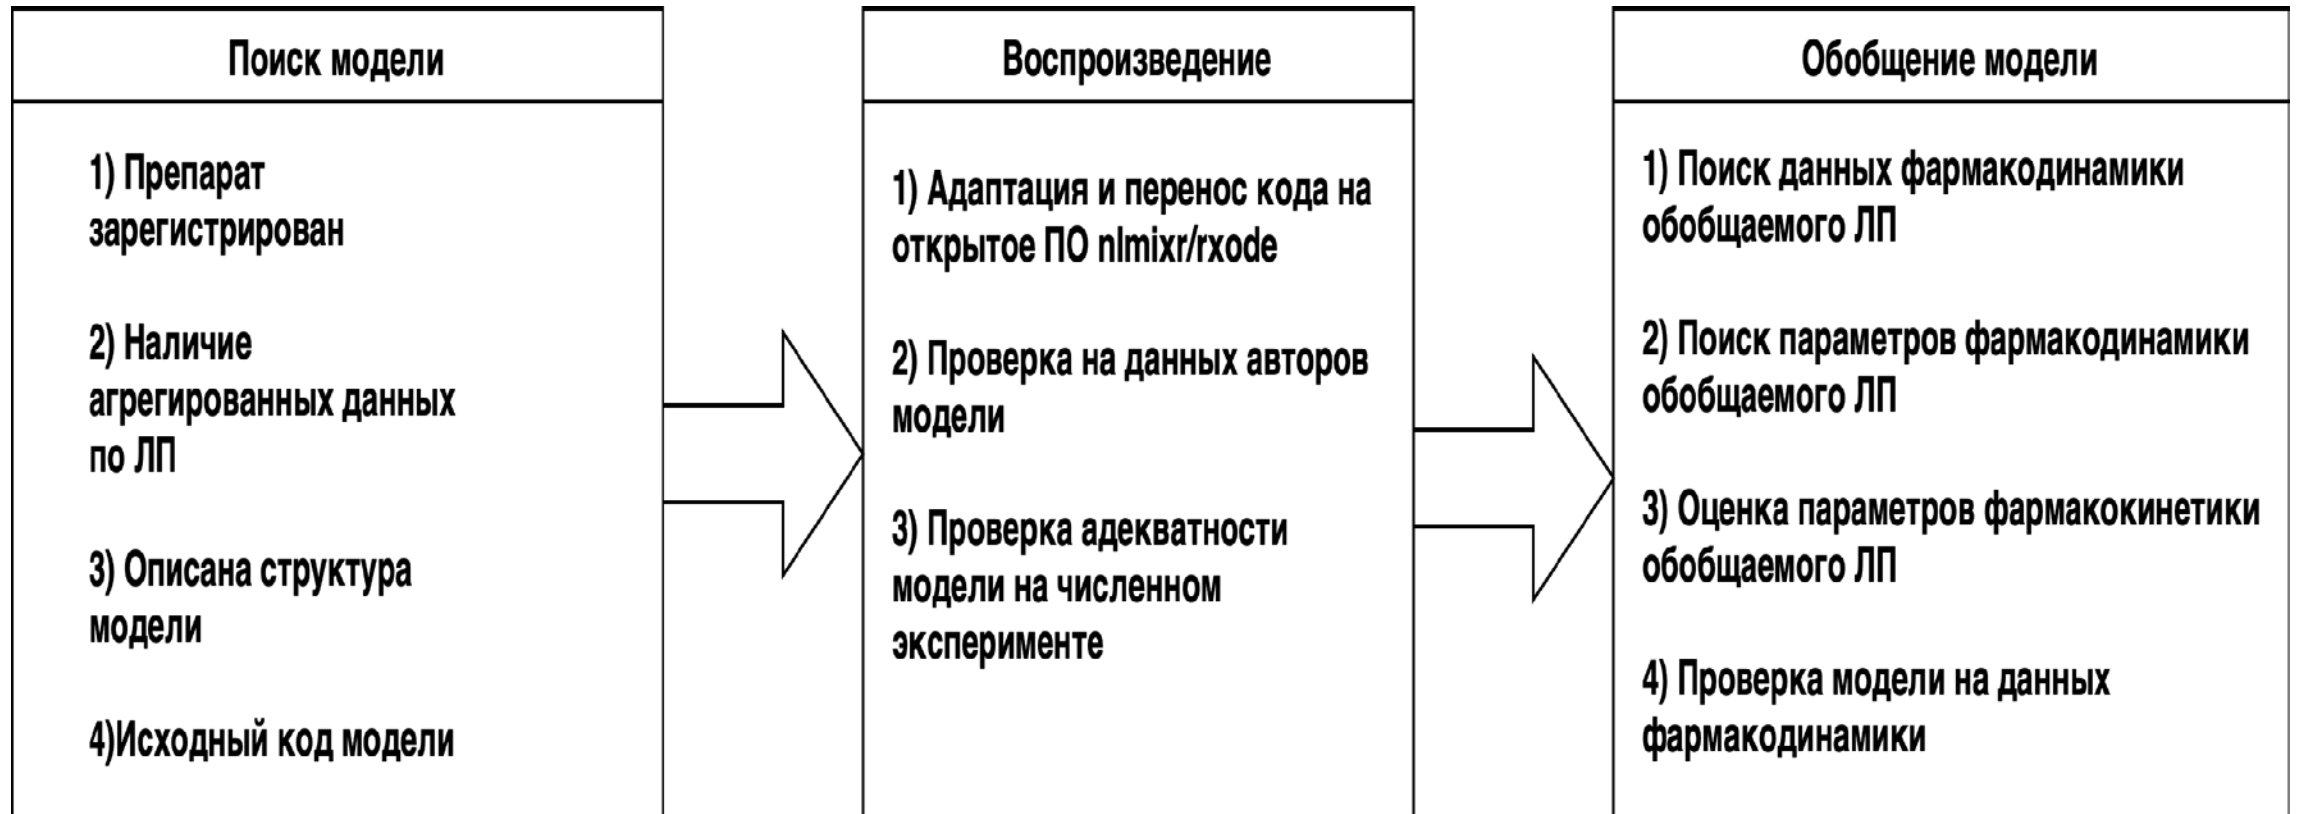 Поиск модели
1) Препарат
зарегистрирован
2) Наличие
агрегированных данных
по ЛП
3) Описана структура
модели
4)Исходный код модели
Воспроизведение
1) Адаптация и перенос кода на
открытое ПО nlmixr/rxode
2) Проверка на данных авторов
модели
3) Проверка адекватности
модели на численном
эксперименте
Обобщение модели
1) Поиск данных фармакодинамики
обобщаемого ЛП
2) Поиск параметров фармакодинамики
обобщаемого ЛП
3) Оценка параметров фармакокинетики
обобщаемого ЛП
4) Проверка модели на данных
фармакодинамики